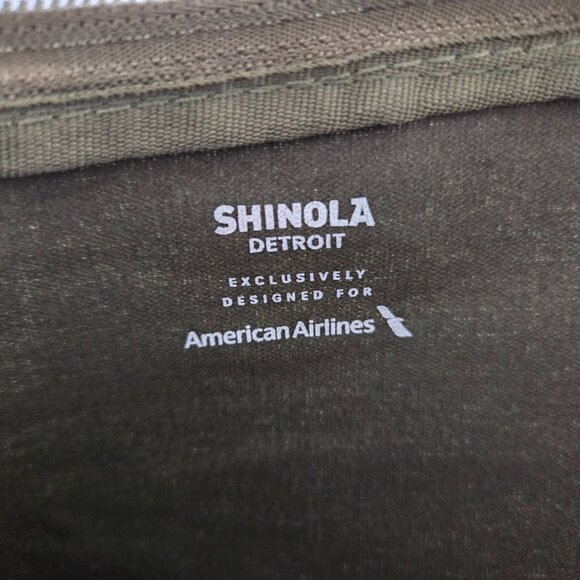 SHINOLA
DETROIT
EXCLUSIVELY
DESIGNED FOR
American Airlines